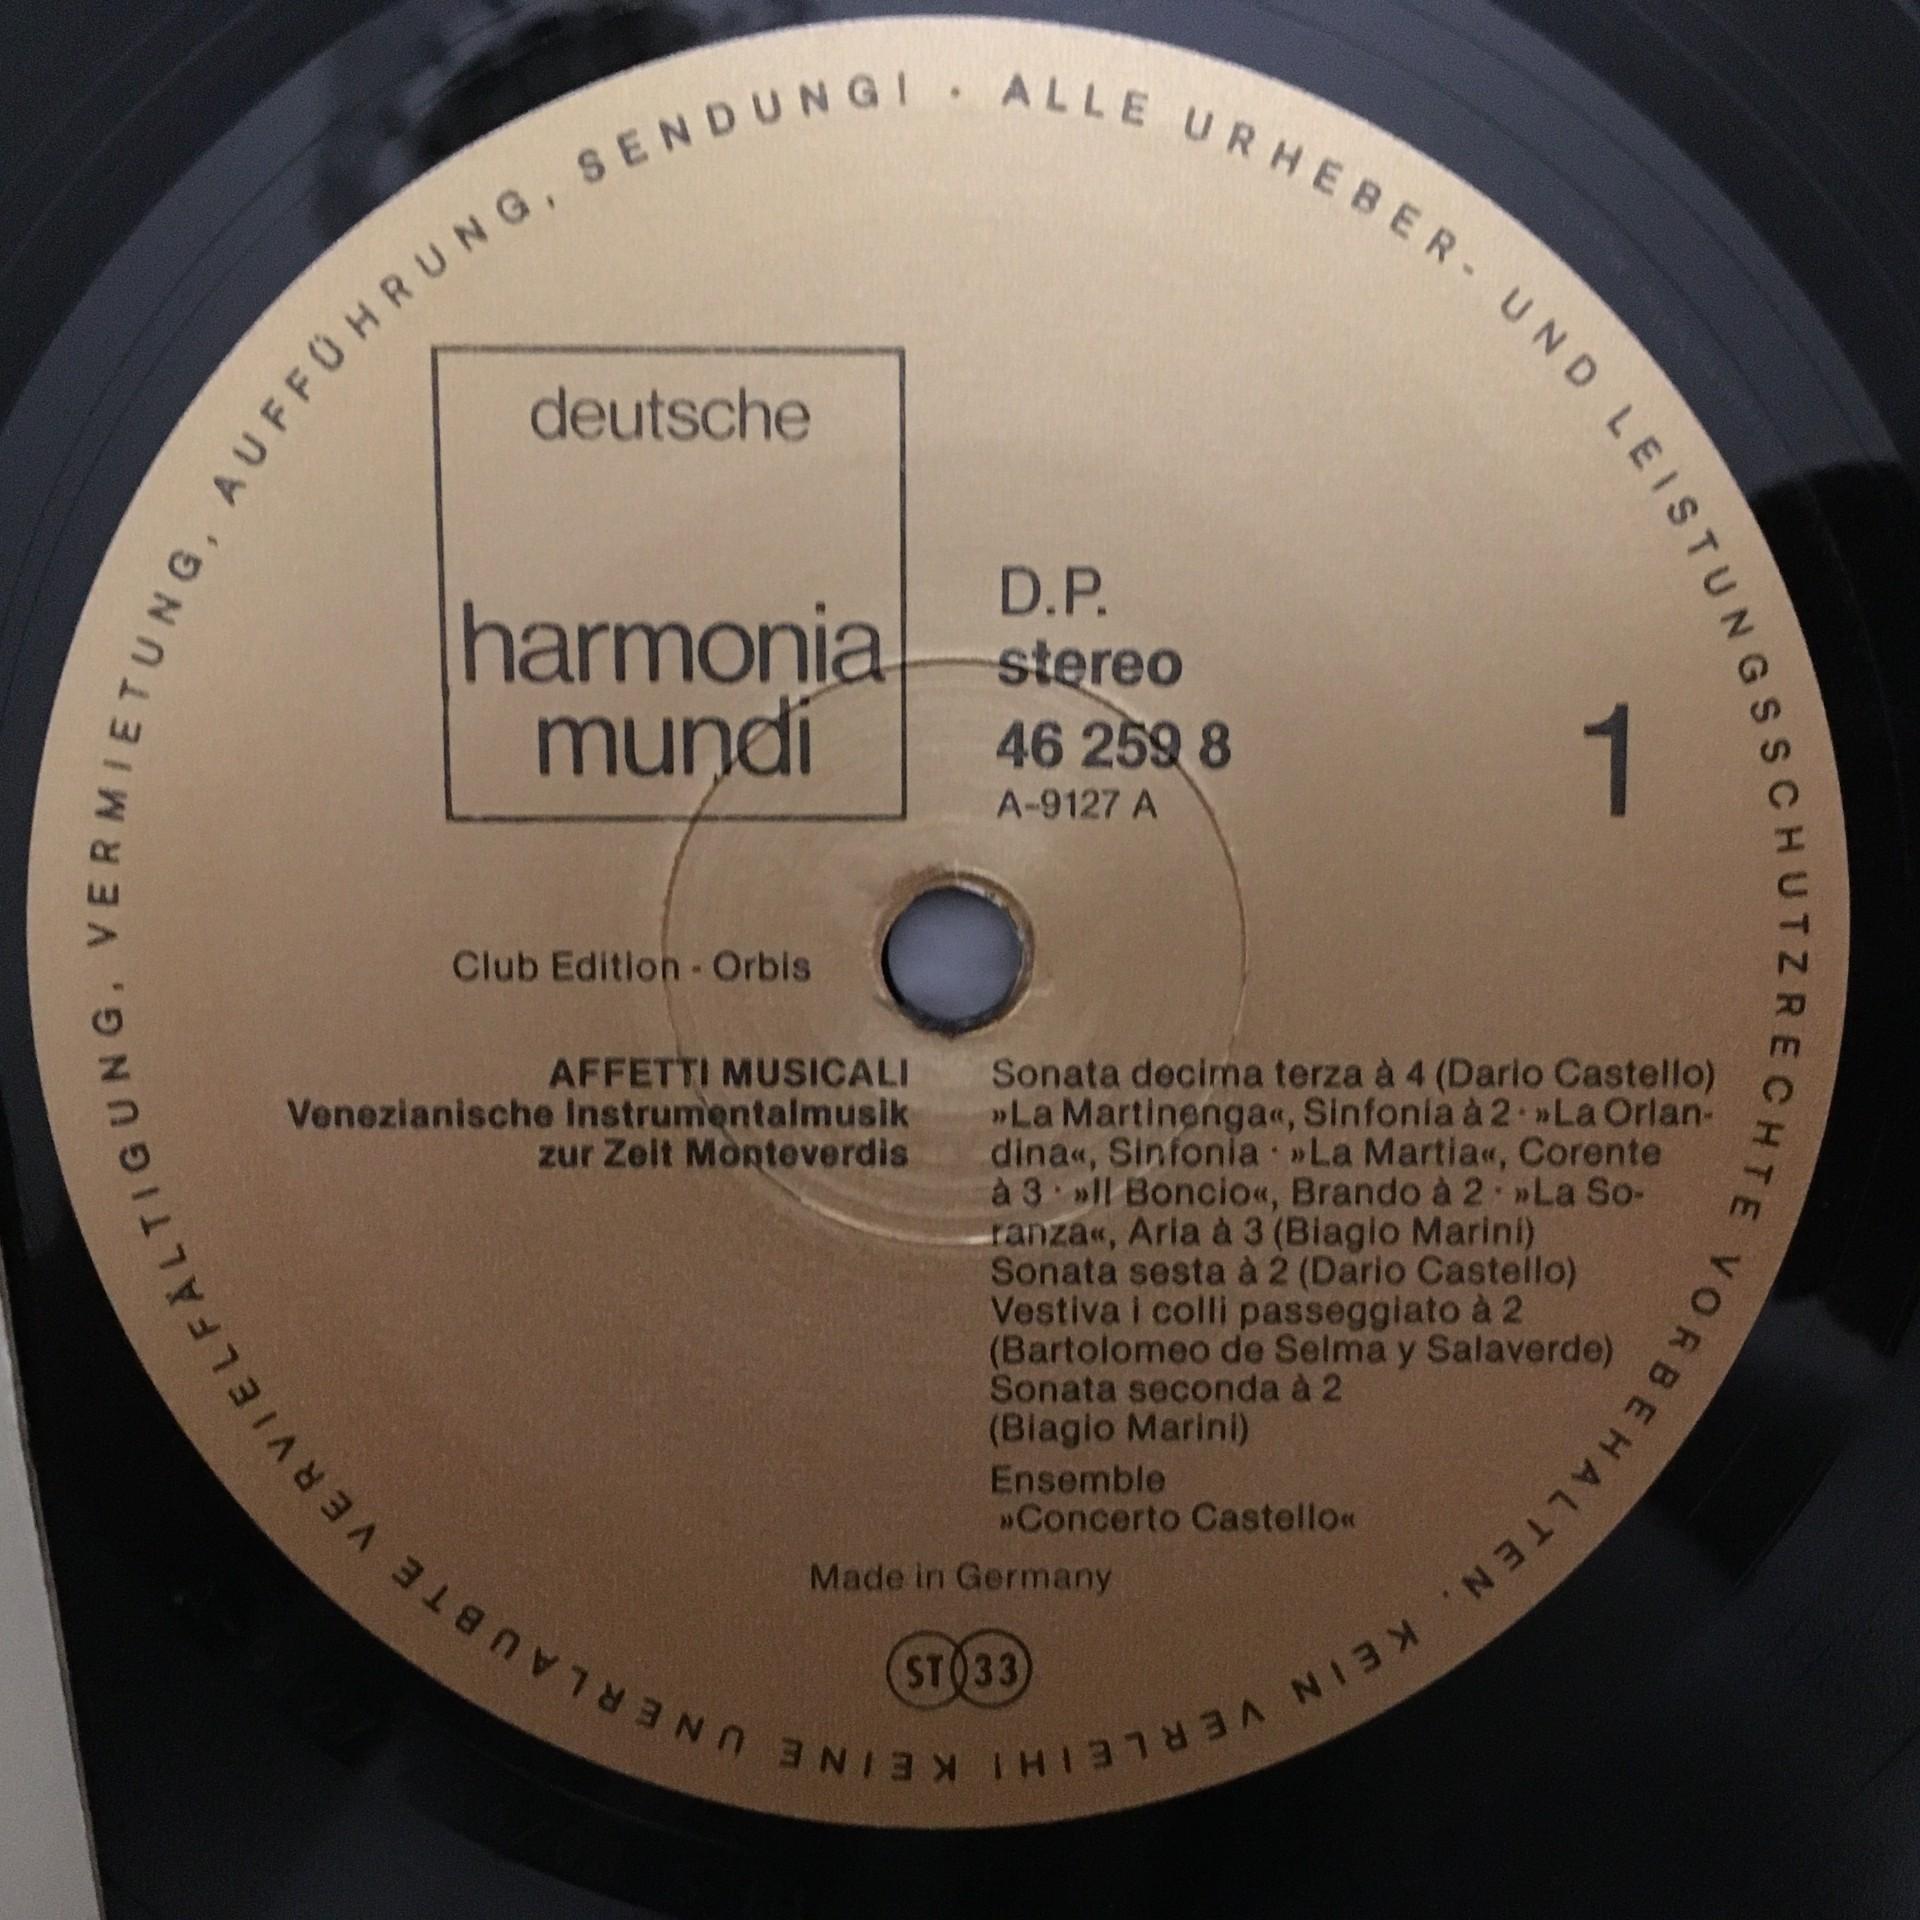 ALLE URHEBER- UND LEISTUNGSSCHUTZRECHTE VORBEHALTEN. KEIN VERLEIH! KEINE UNERLAUBTE VERVIELFÄLTIGUNG, VERMIETUNG, AUFFÜHRUNG, SENDUNG! ·
deutsche
harmonia
mundi
D.P.
stereo
46 259 8
A-9127 A
1
Club Edition - Orbis
AFFETTI MUSICALI
Venezianische Instrumentalmusik
zur Zeit Monteverdis
Sonata decima terza à 4 (Dario Castello)
»La Martinenga«, Sinfonia à 2 · »La Orlan-
dina«, Sinfonia · »La Martia«, Corente
à 3 · »Il Boncio«, Brando à 2 · »La So-
ranza«, Aria à 3 (Biagio Marini)
Sonata sesta à 2 (Dario Castello)
Vestiva i colli passeggiato à 2
(Bartolomeo de Selma y Salaverde)
Sonata seconda à 2
(Biagio Marini)
Ensemble
»Concerto Castello«
Made in Germany
ST 33